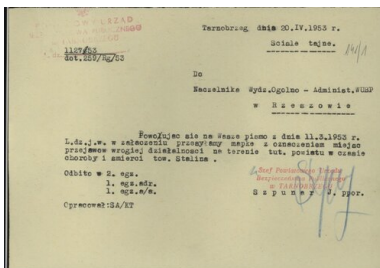 Tarnobrzeg dnia 20.IV.1953 r.
Ściśle tajne.
1127/53
dot.259/Eg/53
Do
Naczelnika Wydz.Ogólno - Administ.WUBP
w Rzeszowie
Powołując się na Wasze pismo z dnia 11.3.1953 r.
L.dz.j.w. w załączeniu przesyłamy mapkę z oznaczeniem miejsc
przejawów wrogiej działalności na terenie tut. powiatu w czasie
choroby i śmierci tow. Stalina .
Odbito w 2. egz.
1. egz.adr.
1. egz.a/a.
Opracował:SA/KT
Szef Powiatowego Urzędu
Bezpieczeństwa Publicznego
w TARNOBRZEGU
Szpunar J. ppor.